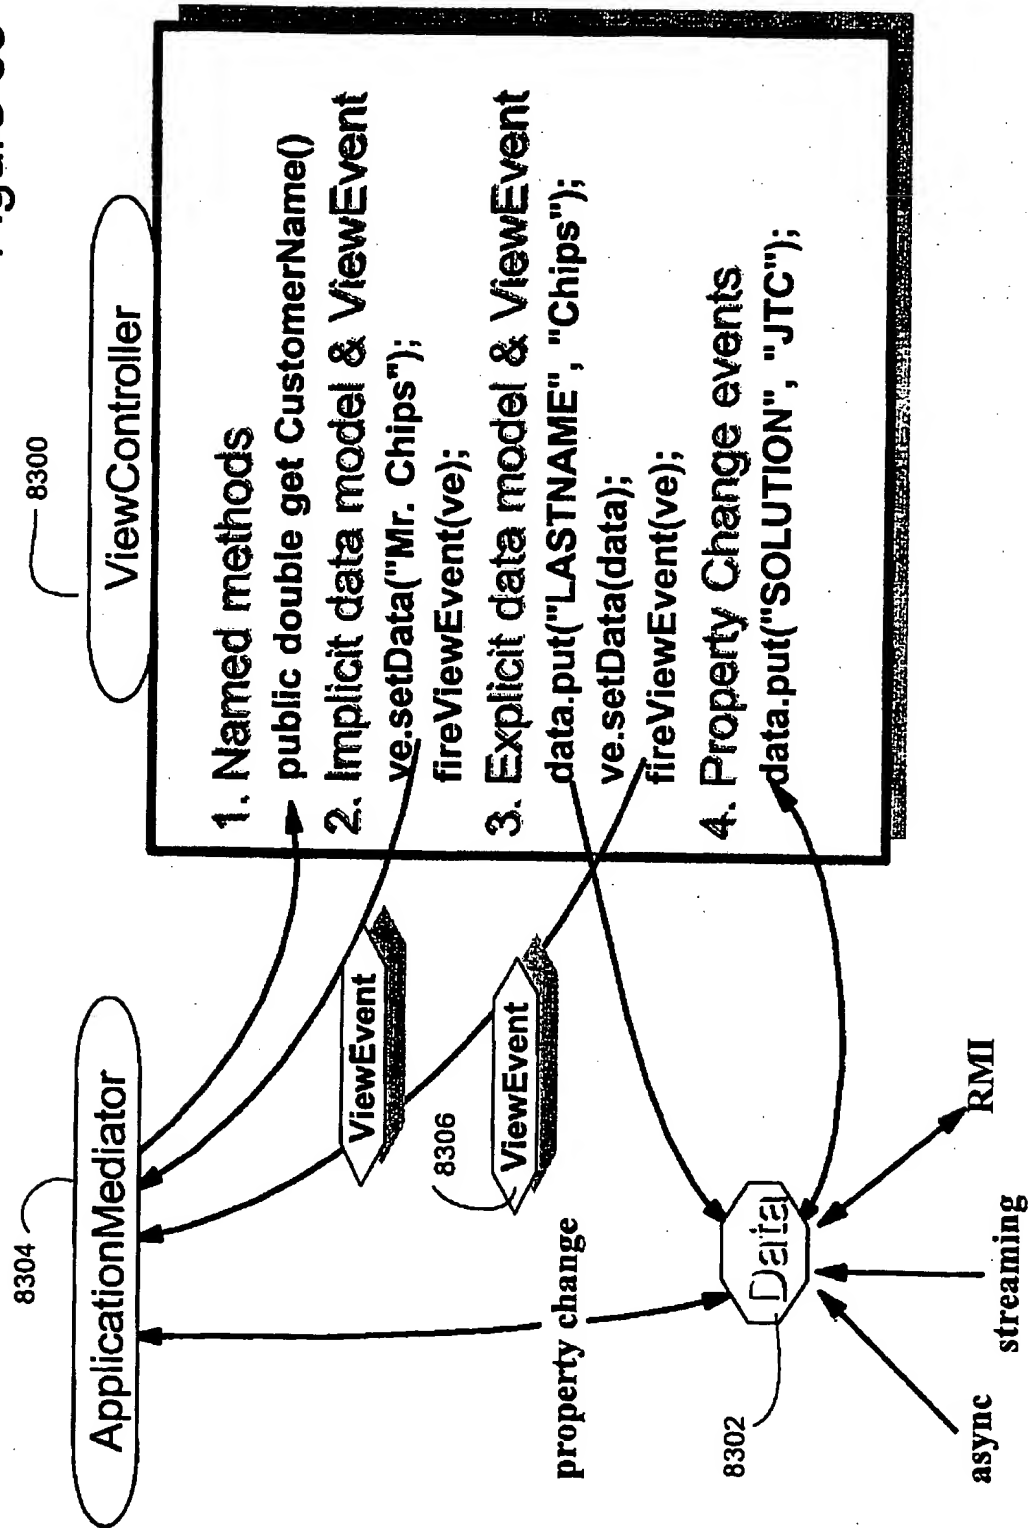 8300
ViewController
1. Named methods
public double get CustomerName()
2. Implicit data model & ViewEvent
ve.setData("Mr. Chips");
fireViewEvent(ve);
3. Explicit data model & ViewEvent
data.put("LASTNAME", "Chips");
ve.setData(data);
fireViewEvent(ve);
4. Property Change events
data.put("SOLUTION", "JTC");
8304
ApplicationMediator
ViewEvent
8306
ViewEvent
property change
Data
8302
async
streaming
RMI